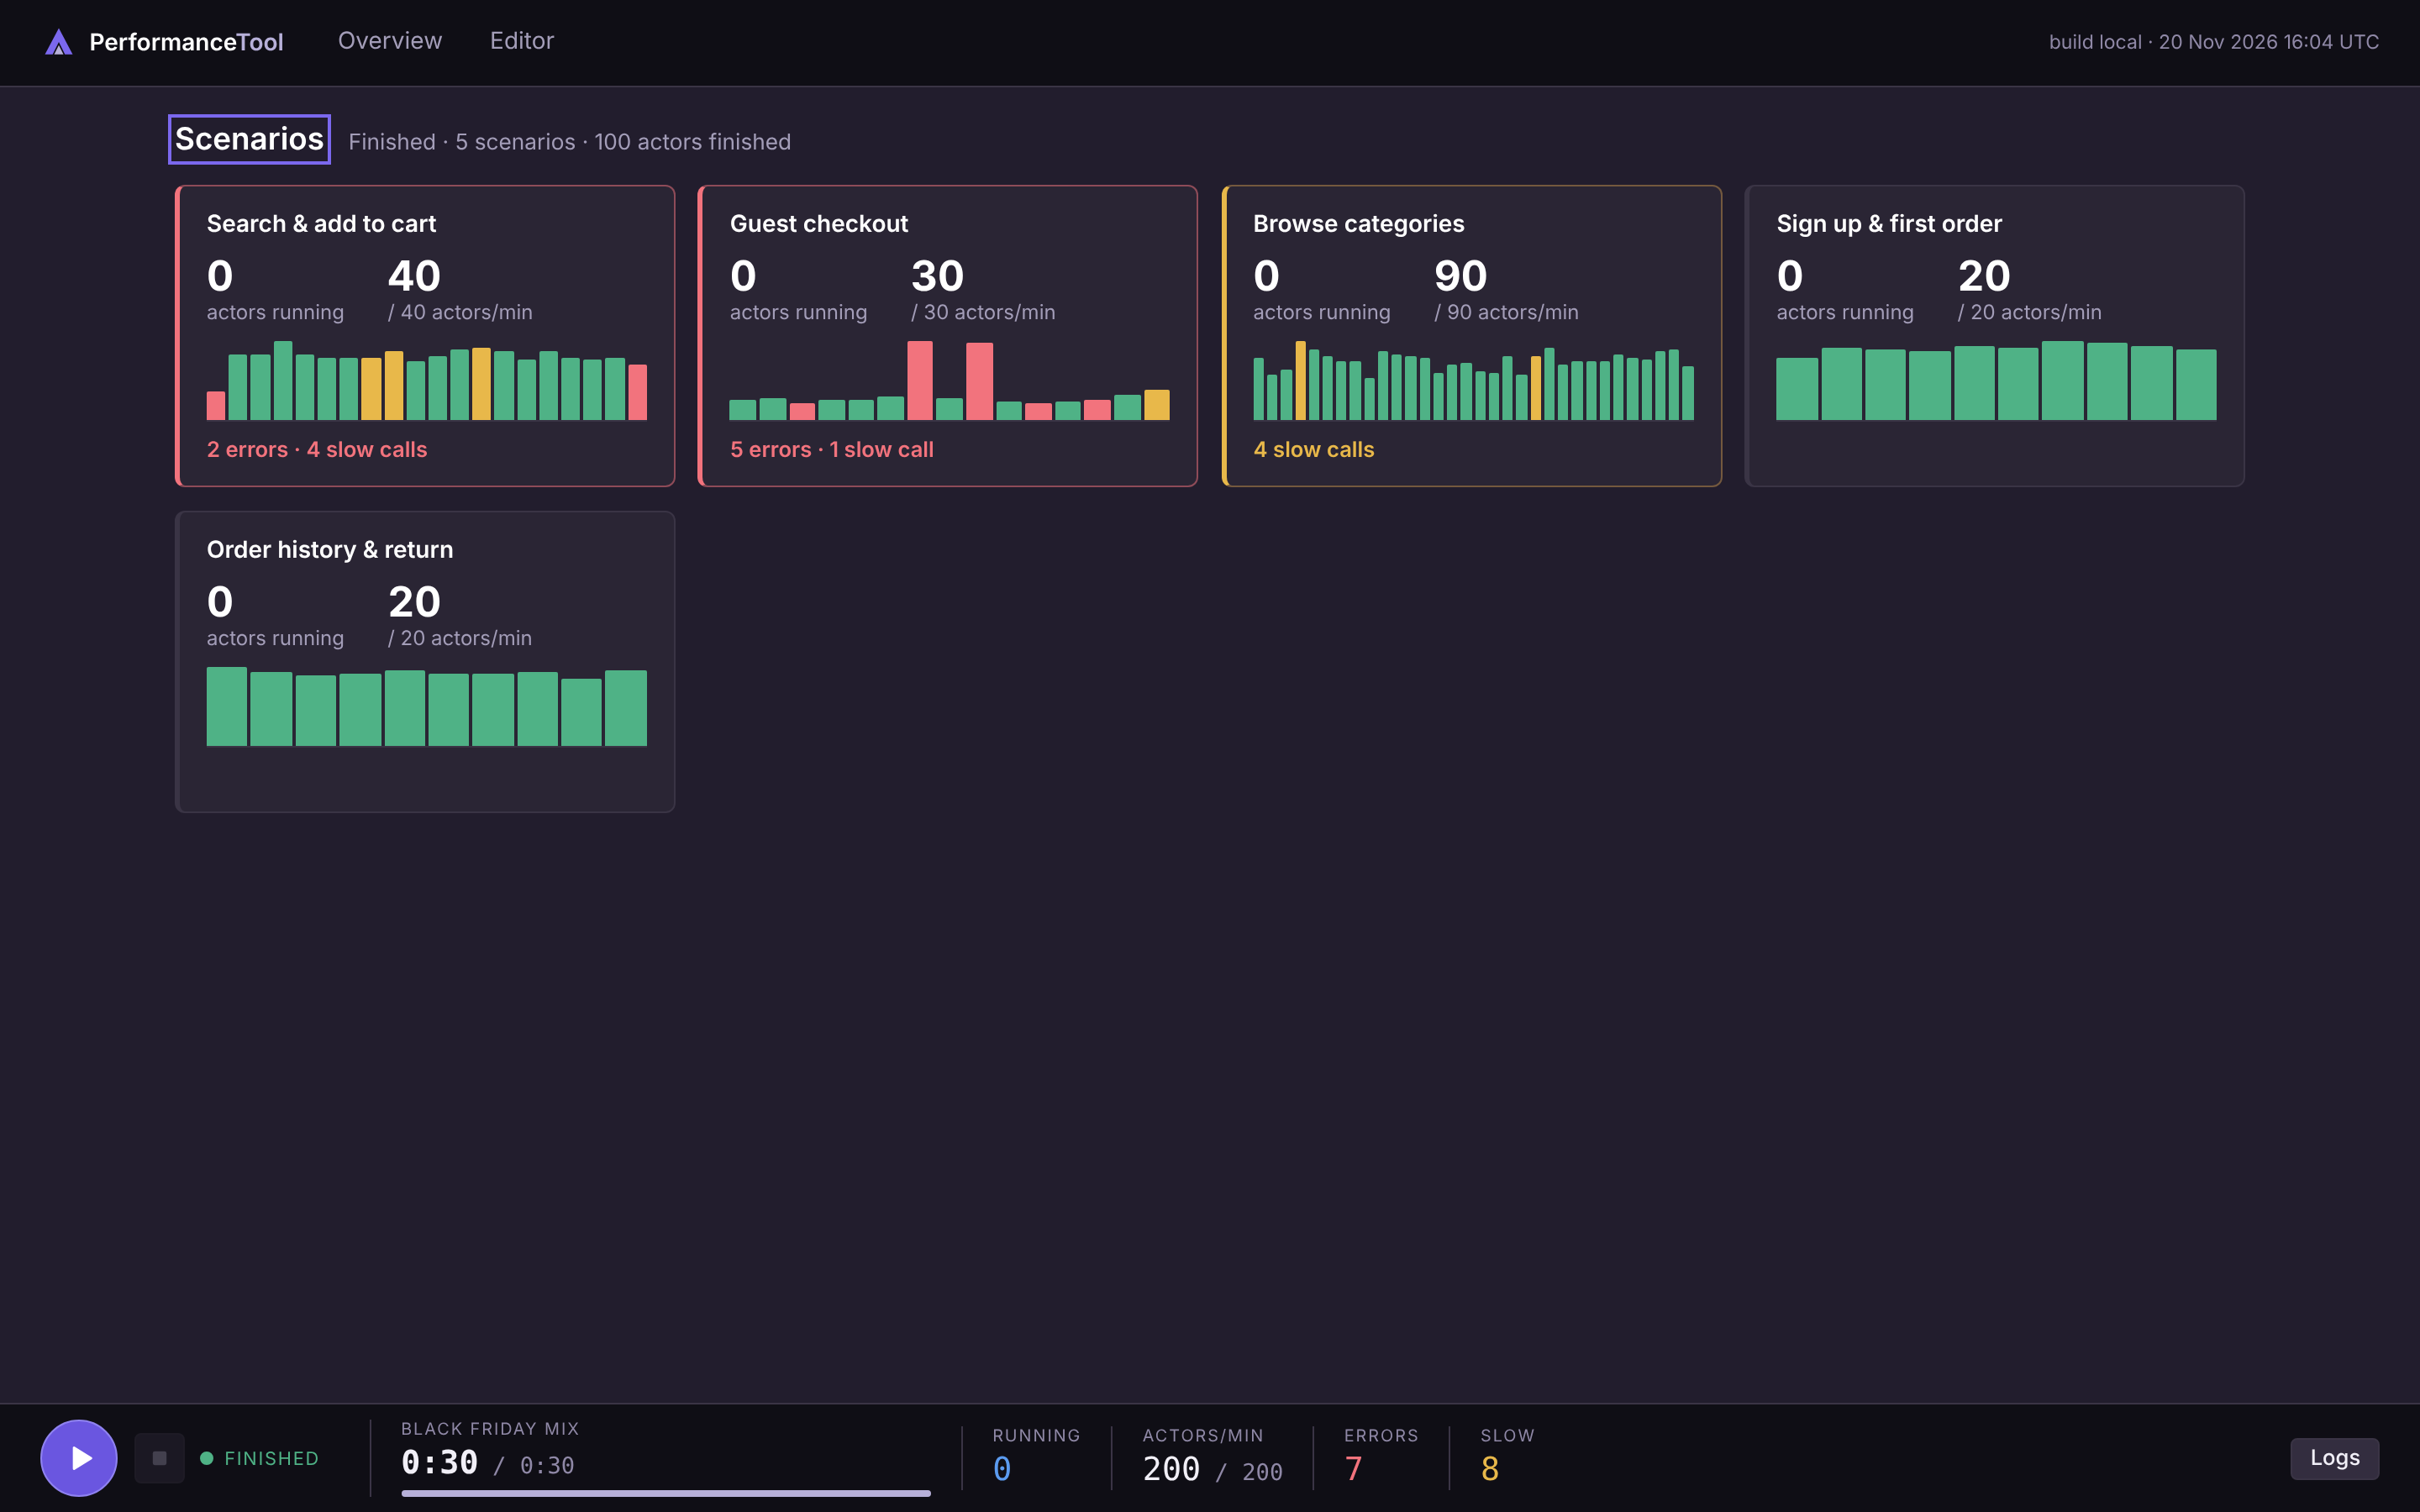 PerformanceTool
Overview
Editor
build local · 20 Nov 2026 16:04 UTC
Scenarios
Finished · 5 scenarios · 100 actors finished
Search & add to cart
0
40
actors running
/ 40 actors/min
2 errors · 4 slow calls
Guest checkout
0
30
actors running
/ 30 actors/min
5 errors · 1 slow call
Browse categories
0
90
actors running
/ 90 actors/min
4 slow calls
Sign up & first order
0
20
actors running
/ 20 actors/min
Order history & return
0
20
actors running
/ 20 actors/min
FINISHED
BLACK FRIDAY MIX
0:30 / 0:30
RUNNING
0
ACTORS/MIN
200 / 200
ERRORS
7
SLOW
8
Logs